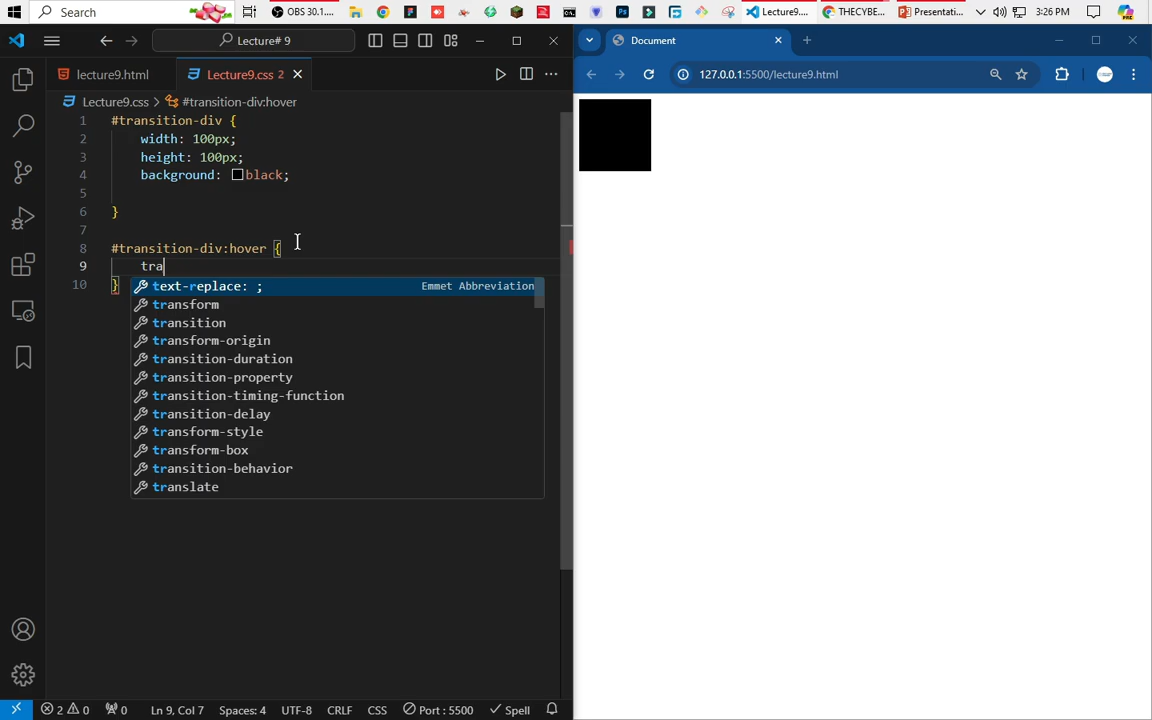 Search
OBS 30.1....
Lecture9....
THECYBE...
Presentati...
3:26 PM
Lecture# 9
Document
lecture9.html
Lecture9.css 2
127.0.0.1:5500/lecture9.html
Lecture9.css > #transition-div:hover
1 #transition-div {
2 width: 100px;
3 height: 100px;
4 background: black;
5
6 }
7
8 #transition-div:hover {
9 tra
10 }
text-replace: ; Emmet Abbreviation
transform
transition
transform-origin
transition-duration
transition-property
transition-timing-function
transition-delay
transform-style
transform-box
transition-behavior
translate
2 0 0 Ln 9, Col 7 Spaces: 4 UTF-8 CRLF CSS Port : 5500 Spell